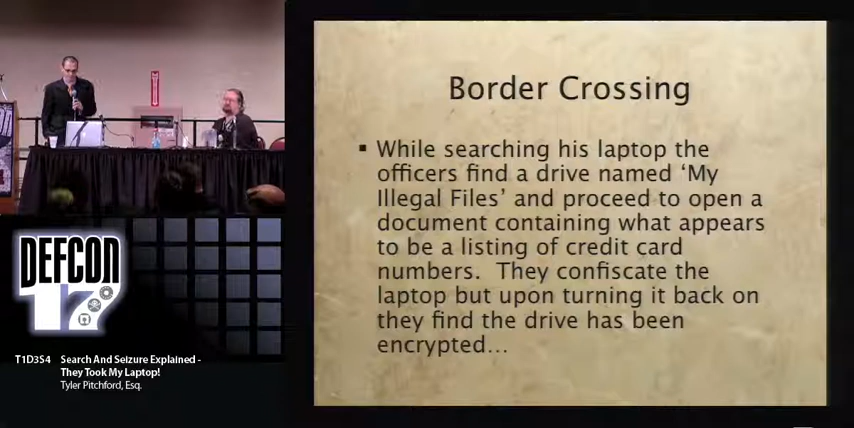 Border Crossing
▪ While searching his laptop the
officers find a drive named ‘My
Illegal Files’ and proceed to open a
document containing what appears
to be a listing of credit card
numbers.  They confiscate the
laptop but upon turning it back on
they find the drive has been
encrypted...
DEFCON
17
T1D3S4 Search And Seizure Explained -
They Took My Laptop!
Tyler Pitchford, Esq.